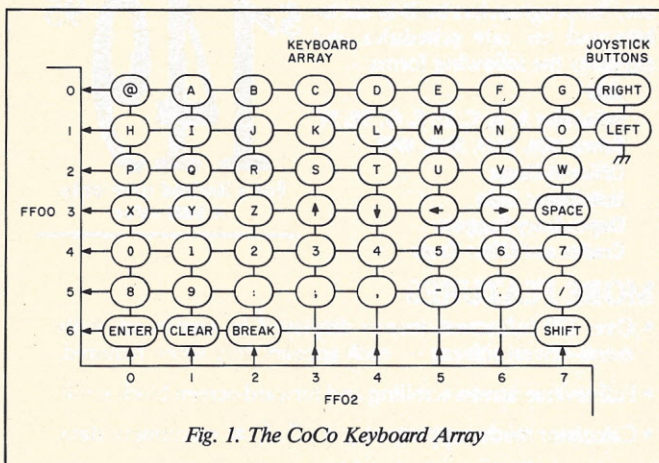 KEYBOARD ARRAY JOYSTICK BUTTONS
0 @ A B C D E F G RIGHT
1 H I J K L M N O LEFT
2 P Q R S T U V W
FF00 3 X Y Z ↑ ↓ ← → SPACE
4 0 1 2 3 4 5 6 7
5 8 9 : ; , - . /
6 ENTER CLEAR BREAK SHIFT
0 1 2 3 4 5 6 7
FF02
Fig. 1. The CoCo Keyboard Array